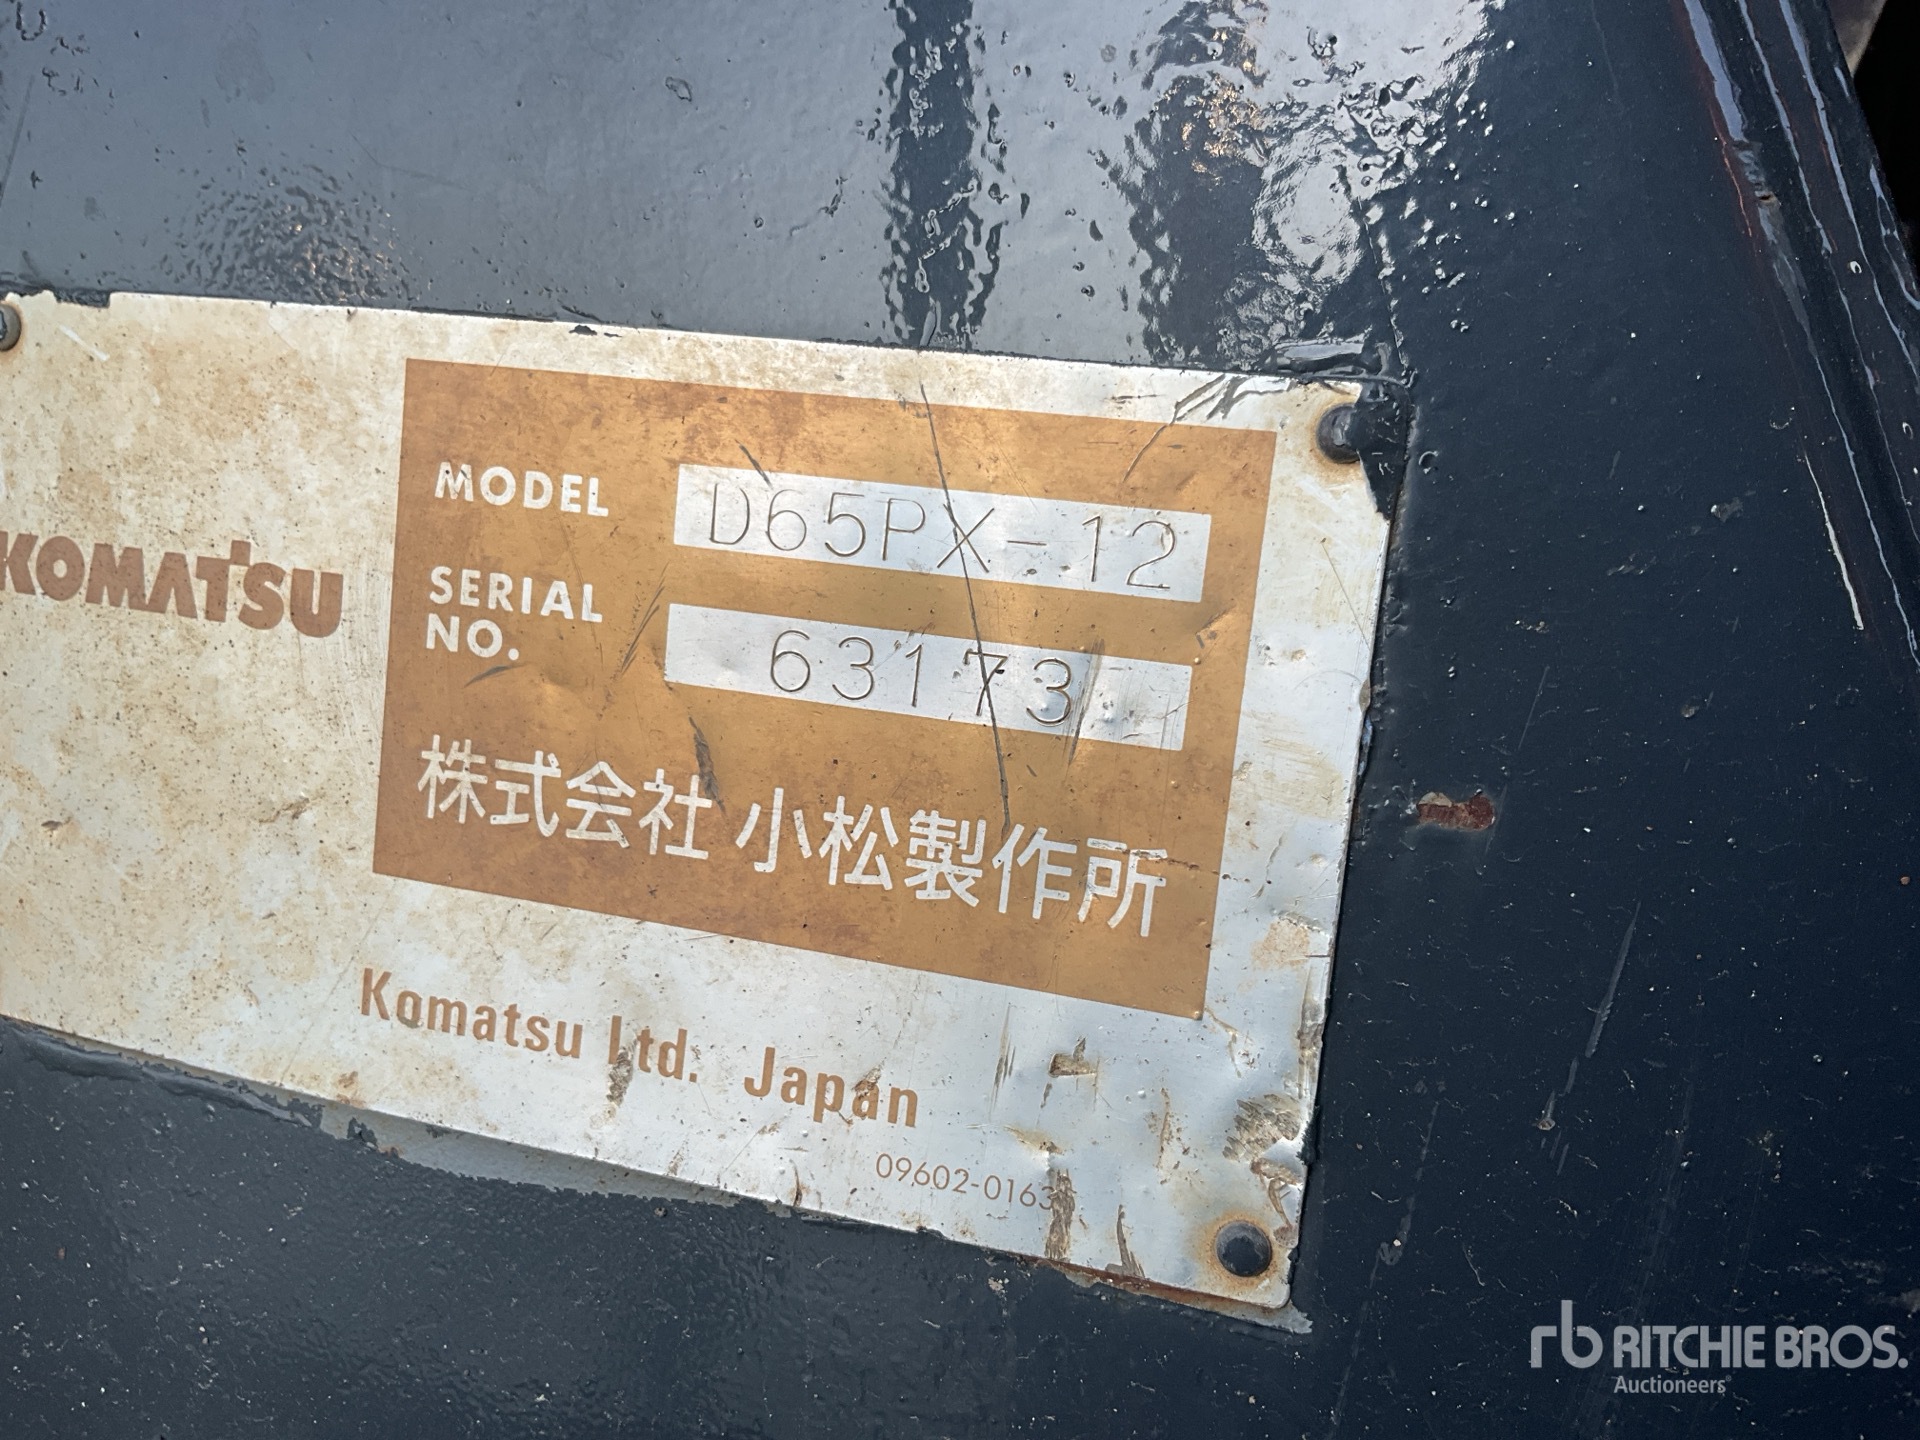 KOMATSU
MODEL D65PX-12
SERIAL NO. 63173
株式会社 小松製作所
Komatsu Ltd. Japan
09602-0163
rb RITCHIE BROS.
Auctioneers